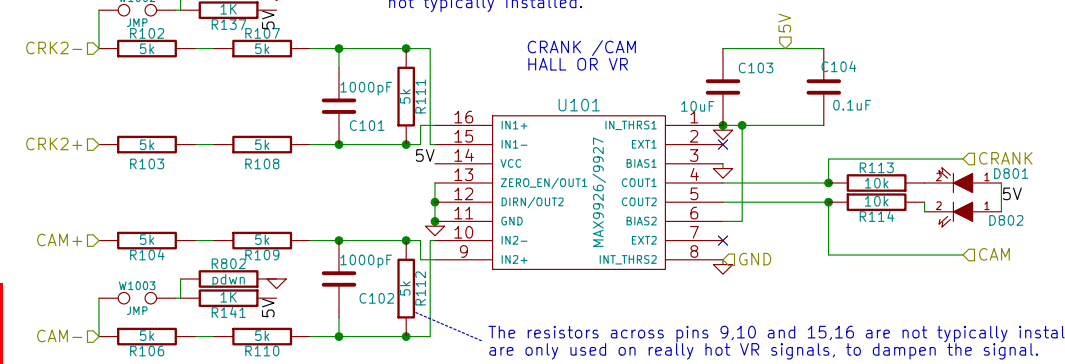 not typically installed.
W1002
JMP
1K
R137
5V
CRK2-
R102
5k
R107
5k
CRANK /CAM
HALL OR VR
5V
1000pF
C101
5k
R111
C103
10uF
C104
0.1uF
U101
CRK2+
5k
R103
5k
R108
5V
16 IN1+ IN_THRS1 1
15 IN1- EXT1 2
14 VCC BIAS1 3
13 ZERO_EN/OUT1 COUT1 4
12 DIRN/OUT2 COUT2 5
11 GND BIAS2 6
10 IN2- EXT2 7
9 IN2+ INT_THRS2 8
MAX9926/9927
GND
CRANK
R113
10k
2 1
D801
5V
10k
R114
2 1
D802
CAM
CAM+
5k
R104
5k
R109
1000pF
C102
5k
R112
R802
pdwn
W1003
JMP
1K
R141
5V
CAM-
5k
R106
5k
R110
The resistors across pins 9,10 and 15,16 are not typically instal
are only used on really hot VR signals, to dampen the signal.